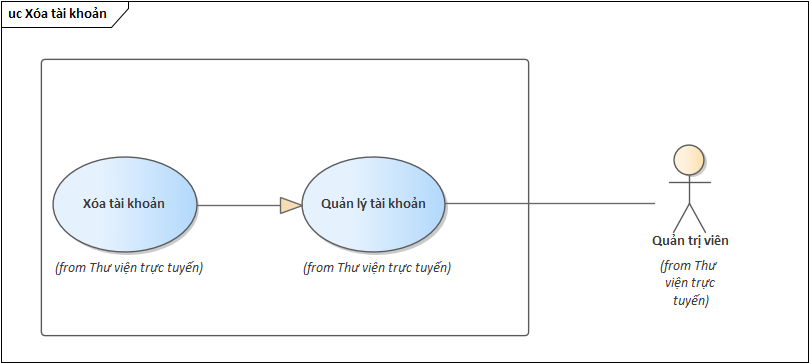 uc Xóa tài khoản
Xóa tài khoản
Quản lý tài khoản
(from Thư viện trực tuyến)
(from Thư viện trực tuyến)
Quản trị viên
(from Thư
viện trực
tuyến)